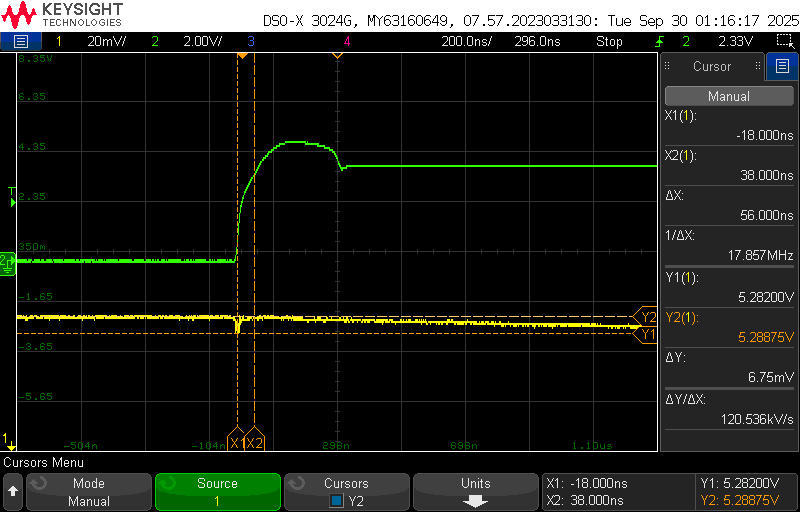 KEYSIGHT
TECHNOLOGIES
DSO-X 3024G, MY63160649, 07.57.2023033130: Tue Sep 30 01:16:17 2025
1 20mV/ 2 2.00V/ 3 4 200.0ns/ 296.0ns Stop 2 2.33V
8.35V
6.35
4.35
T
2.35
350m
2
-1.65
-3.65
-5.65
Y2
Y1
1
-504n -104n 296n 696n 1.10us
X1 X2
Cursor
Manual
X1(1):
-18.000ns
X2(1):
38.000ns
ΔX:
56.000ns
1/ΔX:
17.857MHz
Y1(1):
5.28200V
Y2(1):
5.28875V
ΔY:
6.75mV
ΔY/ΔX:
120.536kV/s
Cursors Menu
Mode
Manual
Source
1
Cursors
Y2
Units
X1: -18.000ns
X2: 38.000ns
Y1: 5.28200V
Y2: 5.28875V